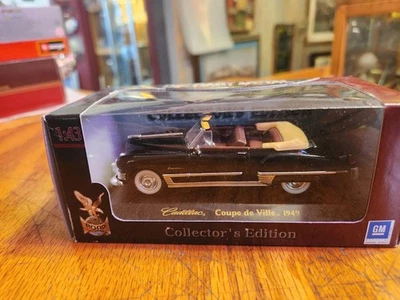 1:43
Cadillac, Coupe de Ville, 1949
Collector's Edition
GM